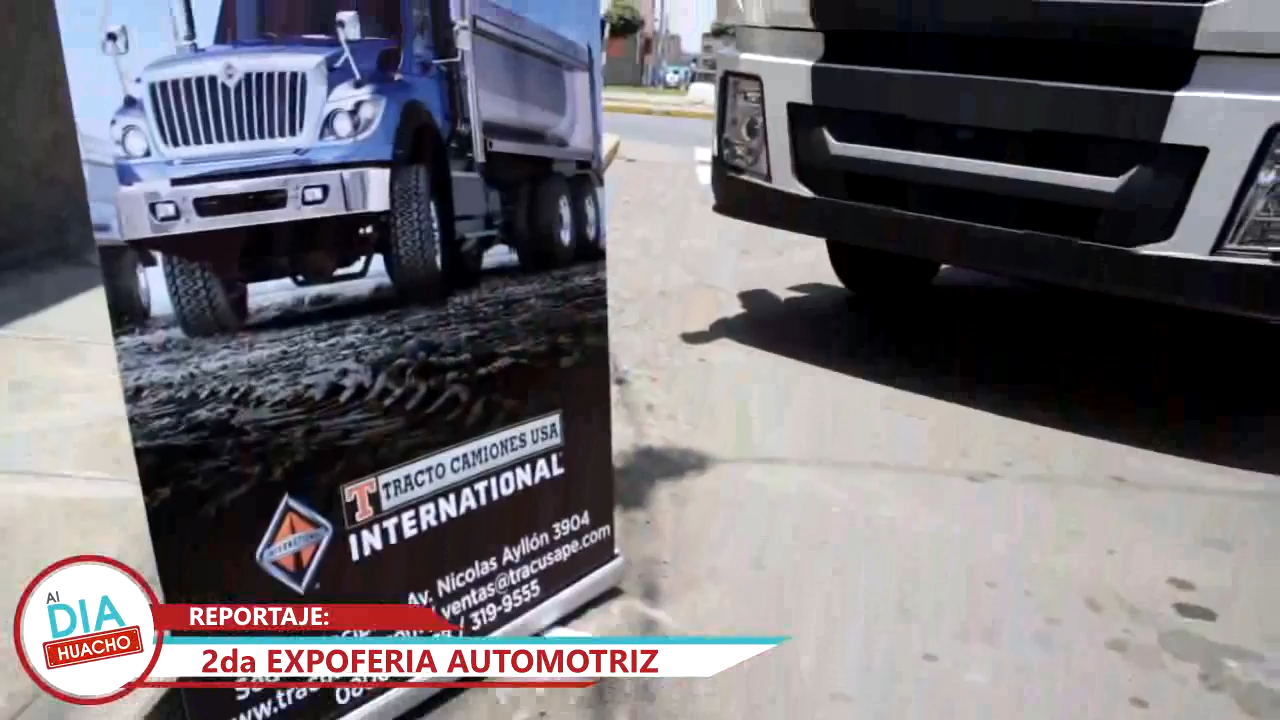 TRACTO CAMIONES USA
INTERNATIONAL
INTERNATIONAL
Av. Nicolas Ayllón 3904
ventas@tracusape.com
/ 319-9555
Al
DIA
HUACHO
REPORTAJE:
2da EXPOFERIA AUTOMOTRIZ